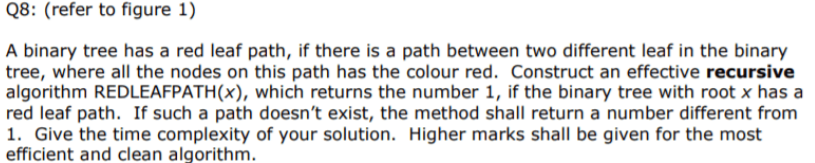 Q8: (refer to figure 1)
A binary tree has a red leaf path, if there is a path between two different leaf in the binary
tree, where all the nodes on this path has the colour red. Construct an effective recursive
algorithm REDLEAFPATH(x), which returns the number 1, if the binary tree with root x has a
red leaf path. If such a path doesn't exist, the method shall return a number different from
1. Give the time complexity of your solution. Higher marks shall be given for the most
efficient and clean algorithm.